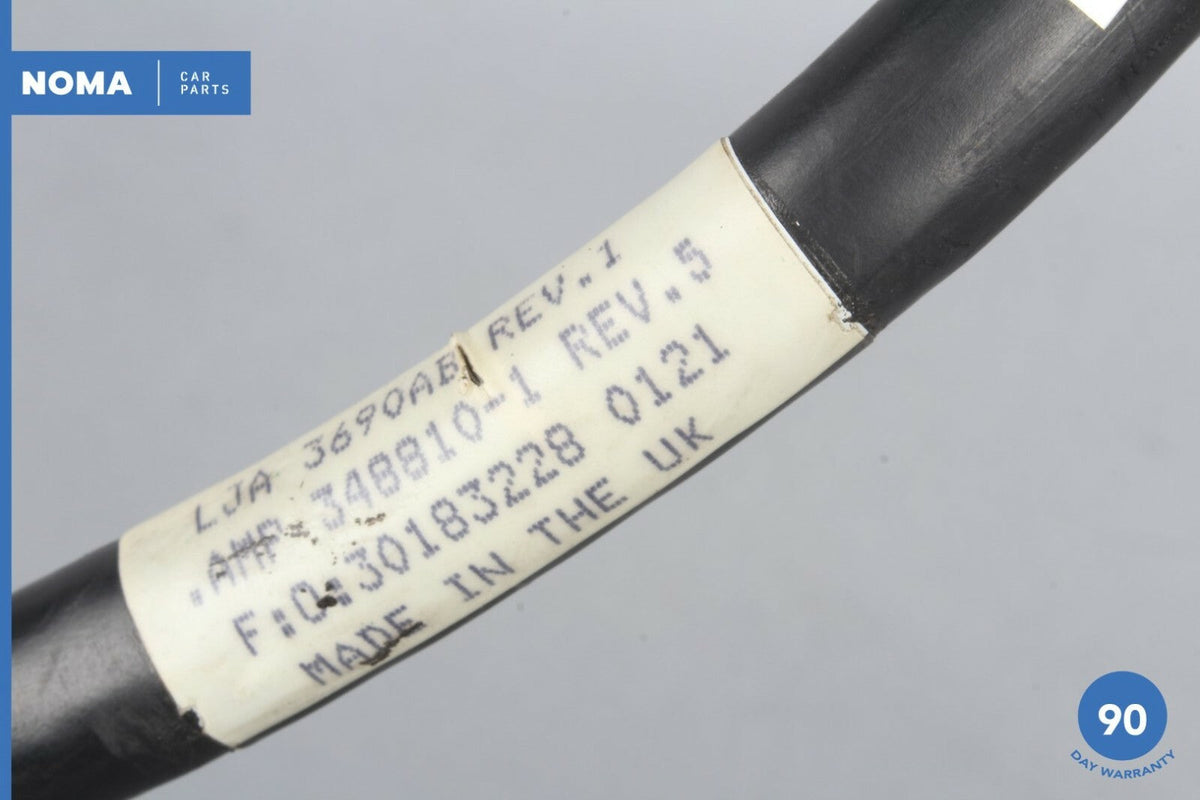 NOMA
CAR
PARTS
LJA 3690AB REV.1
.AMP 348810-1 REV.5
F:O:30183228 0121
MADE IN THE UK
90
DAY WARRANTY